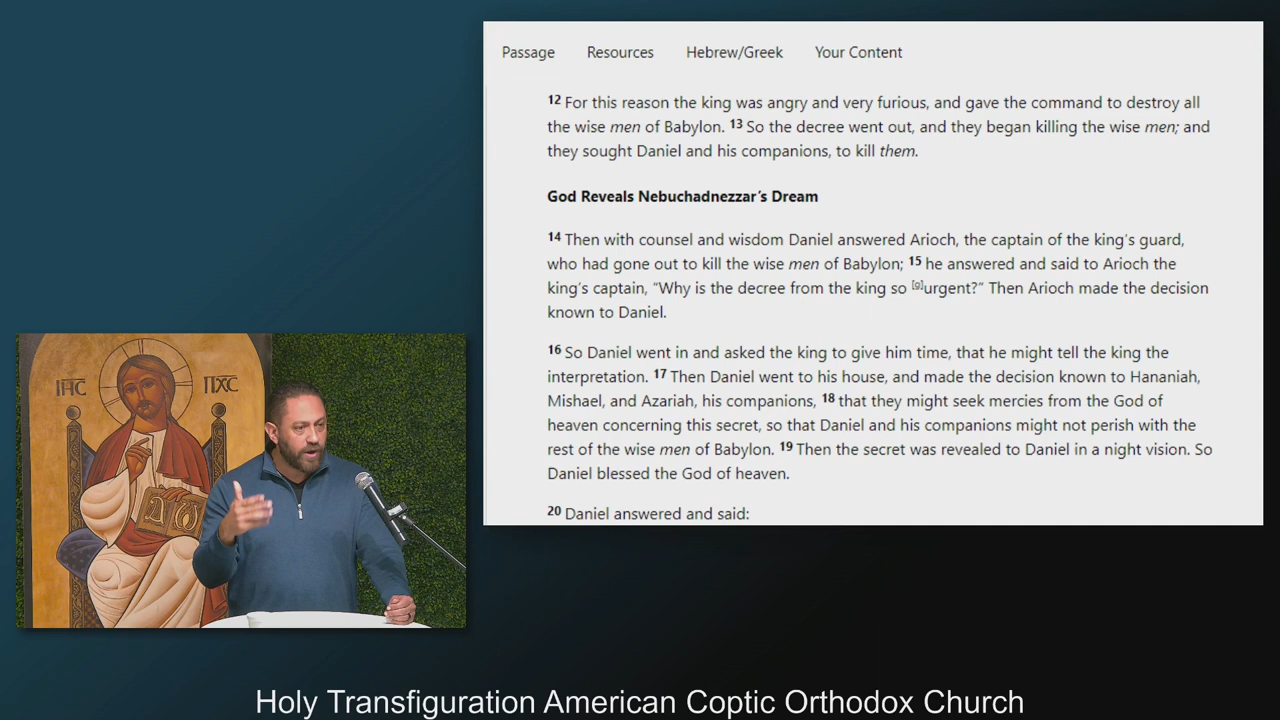 Passage Resources Hebrew/Greek Your Content
12 For this reason the king was angry and very furious, and gave the command to destroy all
the wise men of Babylon. 13 So the decree went out, and they began killing the wise men; and
they sought Daniel and his companions, to kill them.
God Reveals Nebuchadnezzar's Dream
14 Then with counsel and wisdom Daniel answered Arioch, the captain of the king's guard,
who had gone out to kill the wise men of Babylon; 15 he answered and said to Arioch the
king's captain, “Why is the decree from the king so [g]urgent?” Then Arioch made the decision
known to Daniel.
16 So Daniel went in and asked the king to give him time, that he might tell the king the
interpretation. 17 Then Daniel went to his house, and made the decision known to Hananiah,
Mishael, and Azariah, his companions, 18 that they might seek mercies from the God of
heaven concerning this secret, so that Daniel and his companions might not perish with the
rest of the wise men of Babylon. 19 Then the secret was revealed to Daniel in a night vision. So
Daniel blessed the God of heaven.
20 Daniel answered and said:
ⲒⲎⲤ ⲠⲬⲤ
Ⲁ Ⲱ
Holy Transfiguration American Coptic Orthodox Church